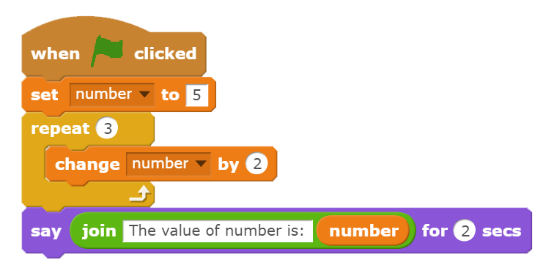 when clicked
set number to 5
repeat 3
change number by 2
say join The value of number is: number for 2 secs